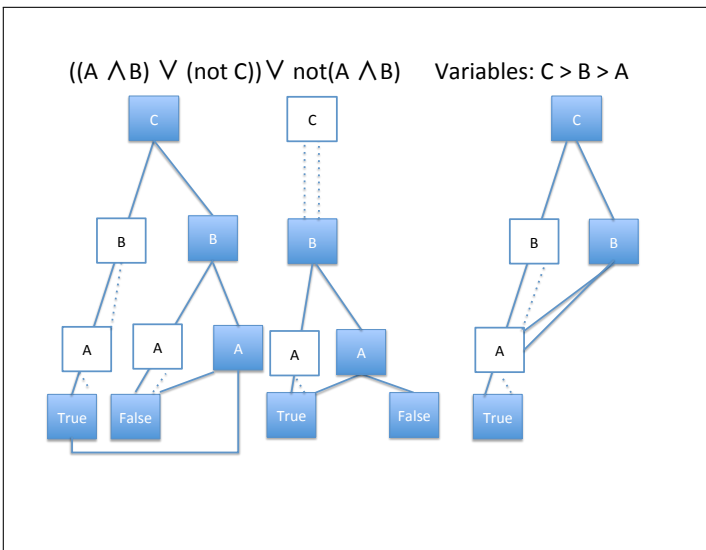 ((A ∧B) ∨ (not C)) ∨ not(A ∧B) Variables: C > B > A
C C C
B B B B B
A A A A A A
True False True False True